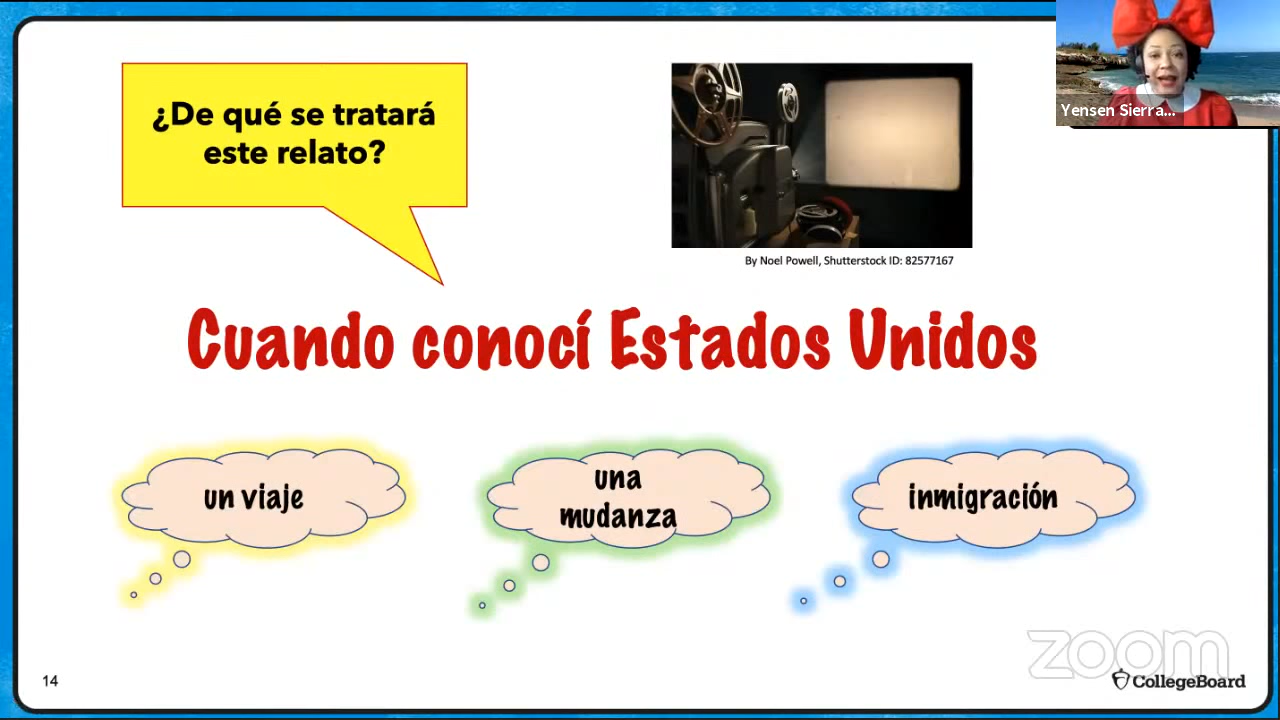 ¿De qué se tratará
este relato?
Yensen Sierra...
By Noel Powell, Shutterstock ID: 82577167
Cuando conocí Estados Unidos
un viaje
una
mudanza
inmigración
zoom
14
CollegeBoard